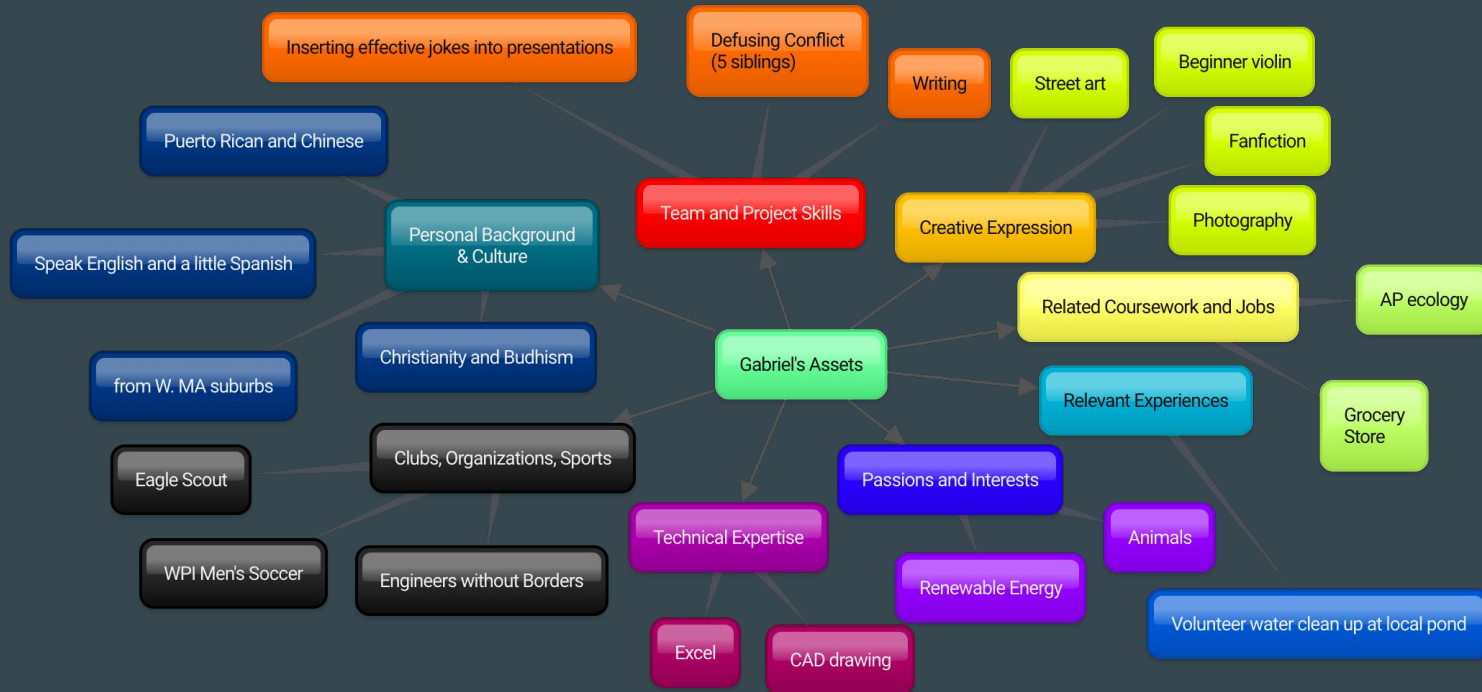 Inserting effective jokes into presentations
Defusing Conflict
(5 siblings)
Writing
Street art
Beginner violin
Fanfiction
Photography
Puerto Rican and Chinese
Team and Project Skills
Creative Expression
Personal Background
& Culture
Speak English and a little Spanish
Related Coursework and Jobs
AP ecology
Christianity and Budhism
Gabriel's Assets
from W. MA suburbs
Relevant Experiences
Grocery
Store
Clubs, Organizations, Sports
Eagle Scout
Passions and Interests
Technical Expertise
Animals
WPI Men's Soccer
Engineers without Borders
Renewable Energy
Volunteer water clean up at local pond
Excel
CAD drawing